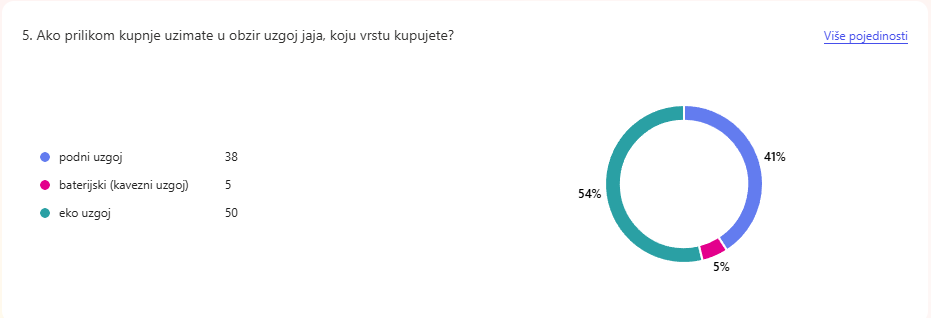 5. Ako prilikom kupnje uzimate u obzir uzgoj jaja, koju vrstu kupujete?
Više pojedinosti
podni uzgoj 38
baterijski (kavezni uzgoj) 5
eko uzgoj 50
41%
54%
5%